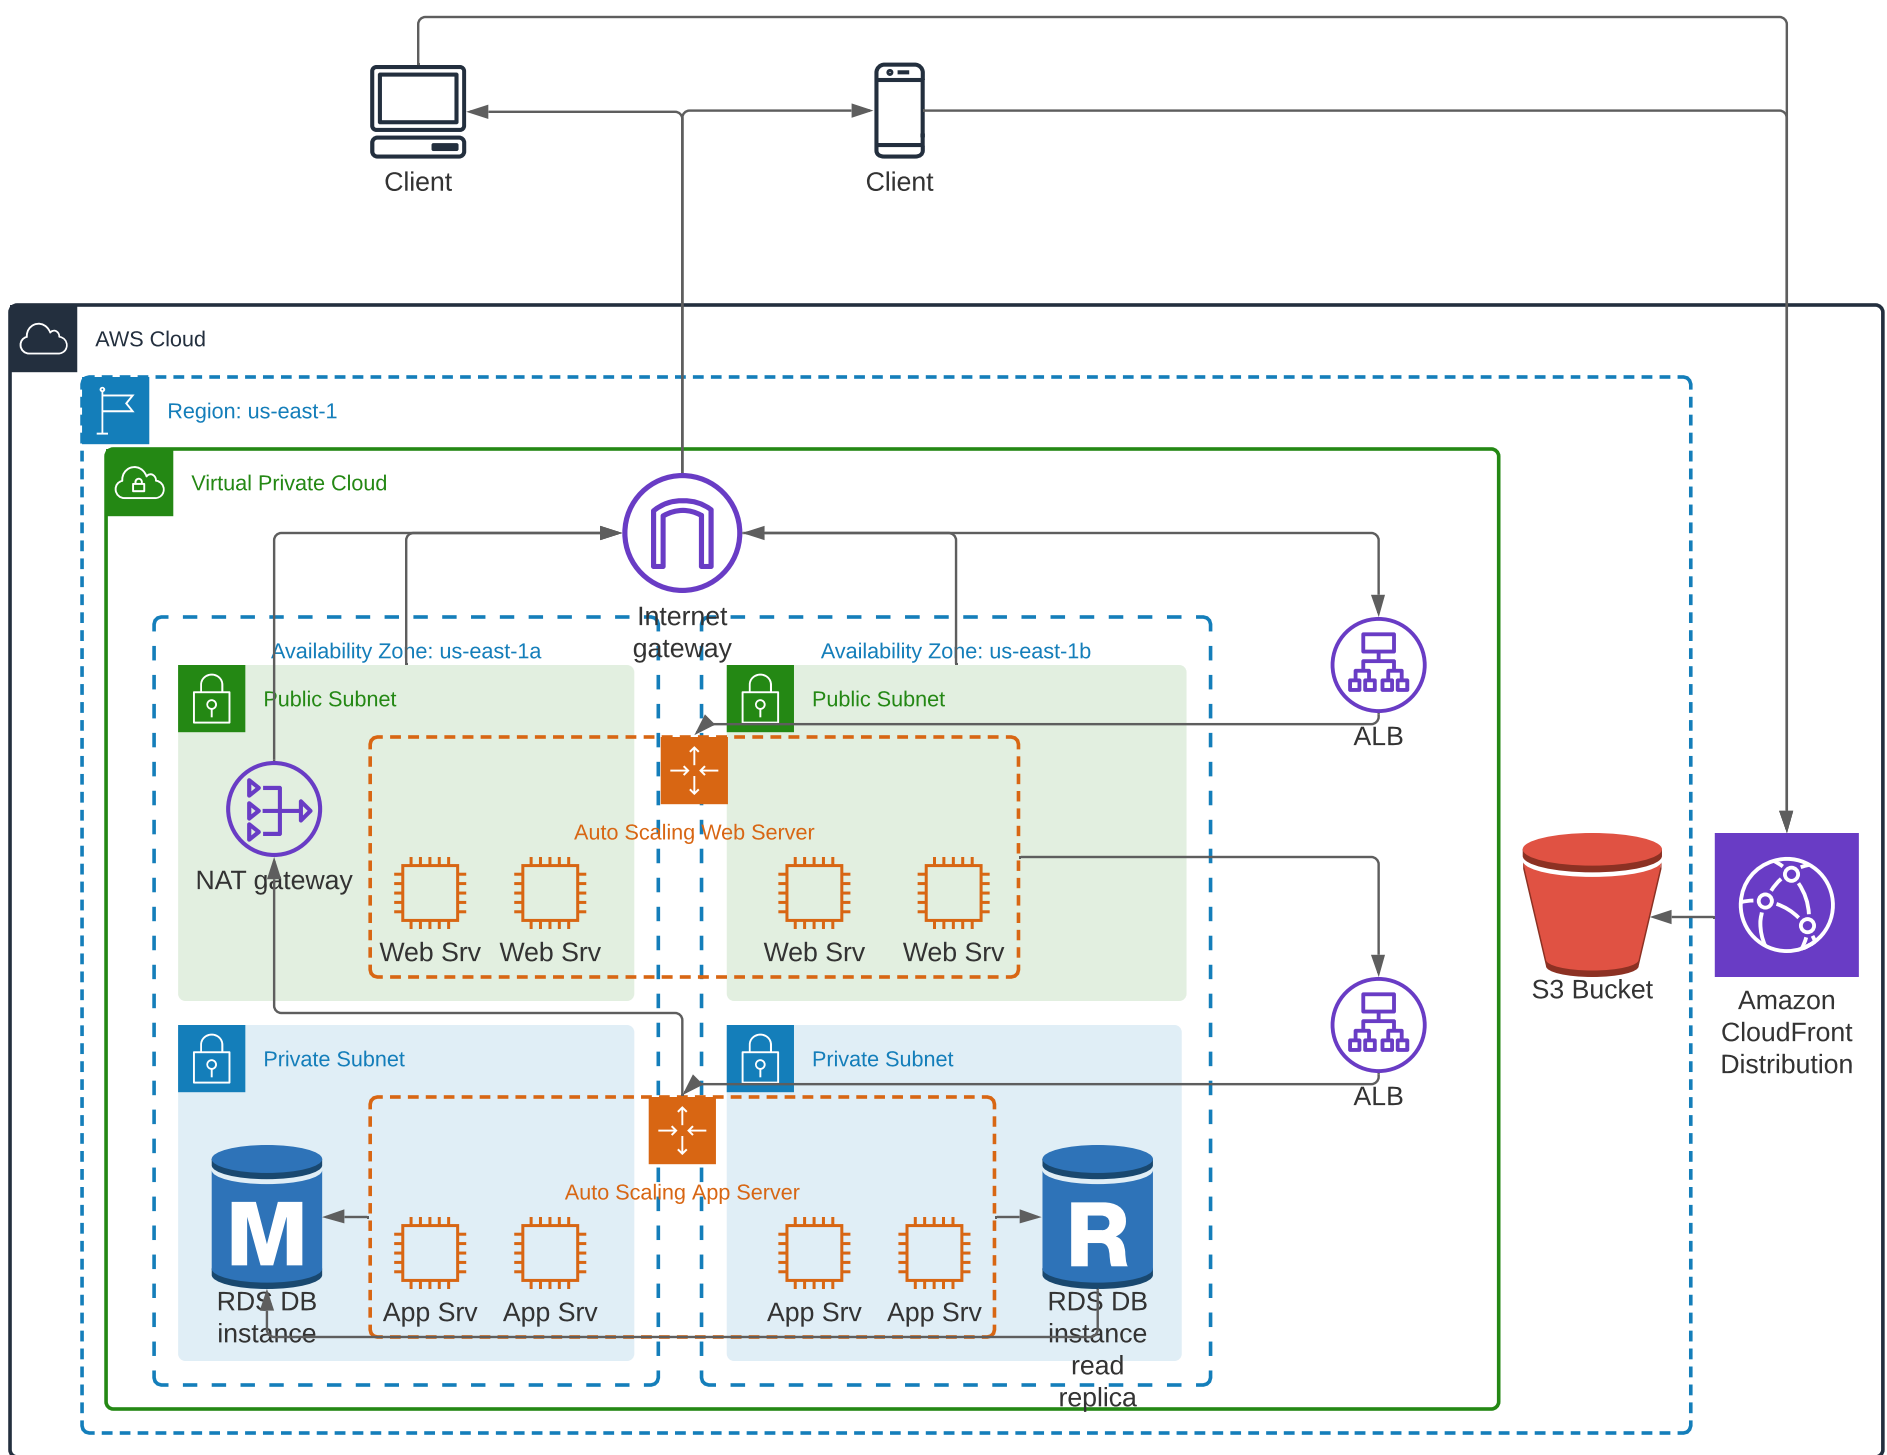 Client
Client
AWS Cloud
Region: us-east-1
Virtual Private Cloud
Internet
gateway
Availability Zone: us-east-1a
Availability Zone: us-east-1b
Public Subnet
Public Subnet
ALB
Auto Scaling Web Server
NAT gateway
Web Srv
Web Srv
Web Srv
Web Srv
S3 Bucket
Amazon
CloudFront
Distribution
Private Subnet
Private Subnet
ALB
Auto Scaling App Server
M
R
RDS DB
instance
App Srv
App Srv
App Srv
App Srv
RDS DB
instance
read
replica